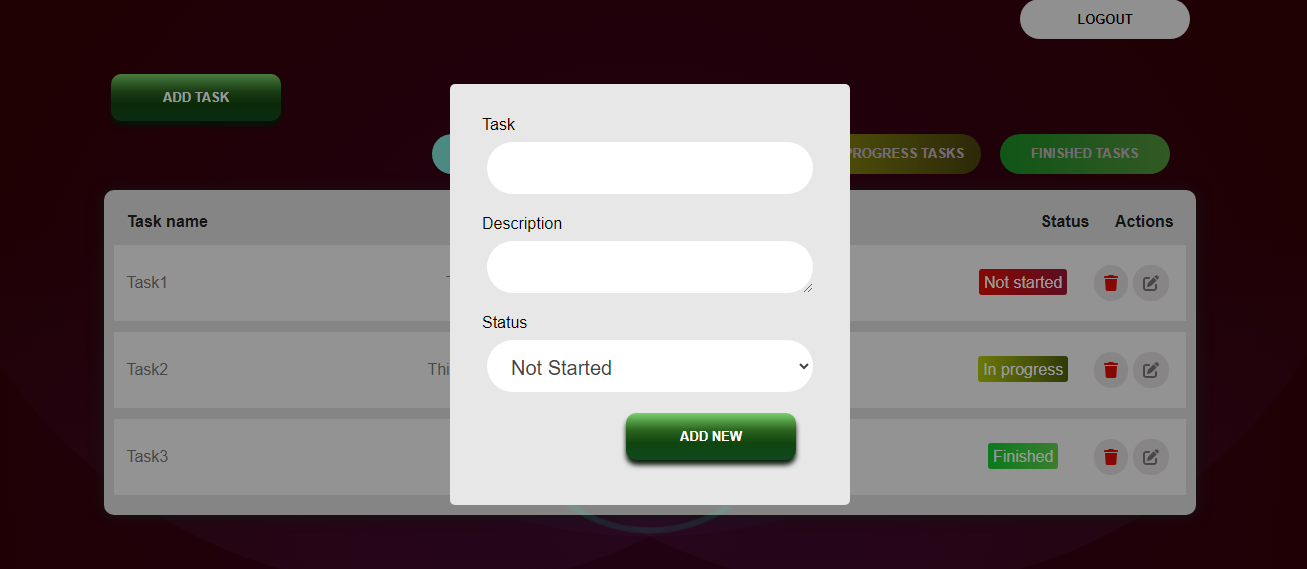 LOGOUT
ADD TASK
PROGRESS TASKS
FINISHED TASKS
Task name
Status
Actions
Task1
Not started
Task2
In progress
Task3
Finished
Task
Description
Status
Not Started
ADD NEW